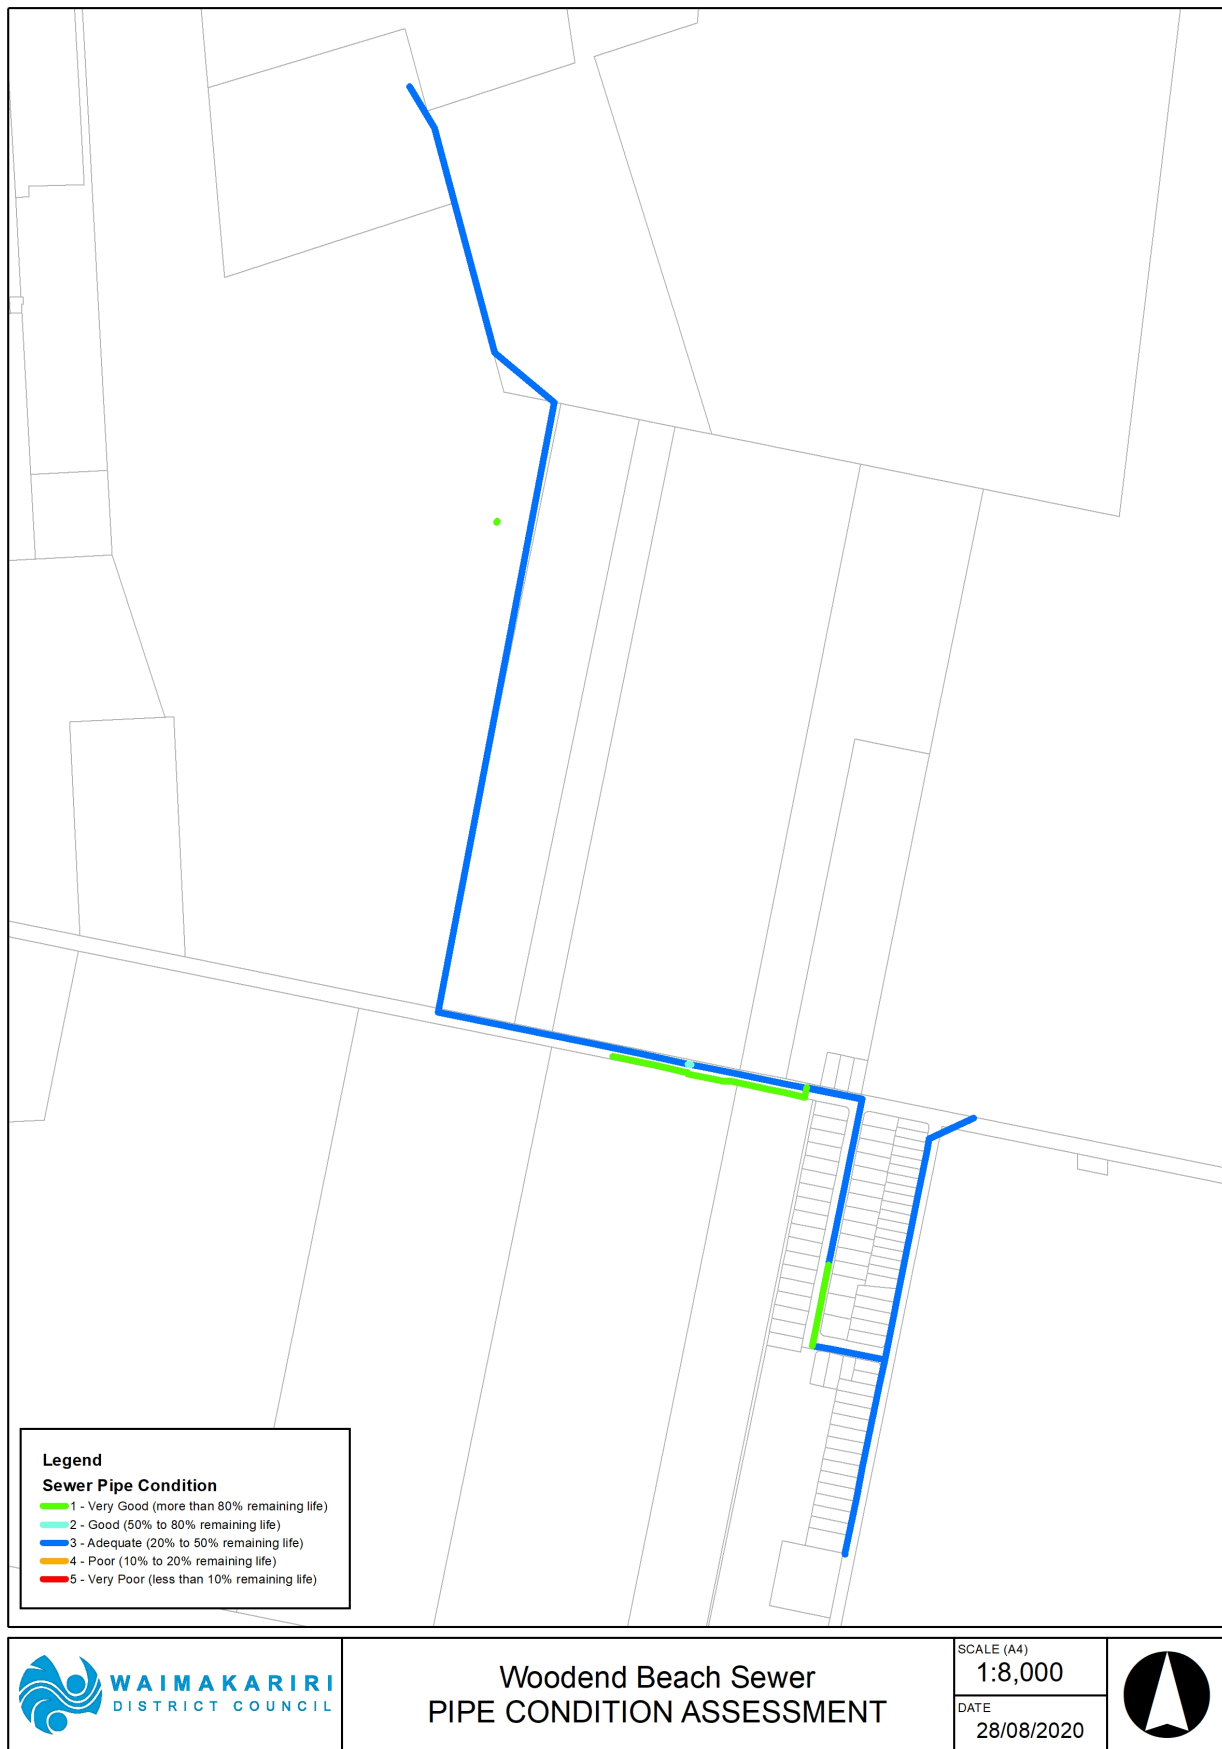 Legend
Sewer Pipe Condition
1 - Very Good (more than 80% remaining life)
2 - Good (50% to 80% remaining life)
3 - Adequate (20% to 50% remaining life)
4 - Poor (10% to 20% remaining life)
5 - Very Poor (less than 10% remaining life)
WAIMAKARIRI
DISTRICT COUNCIL
Woodend Beach Sewer
PIPE CONDITION ASSESSMENT
SCALE (A4)
1:8,000
DATE
28/08/2020